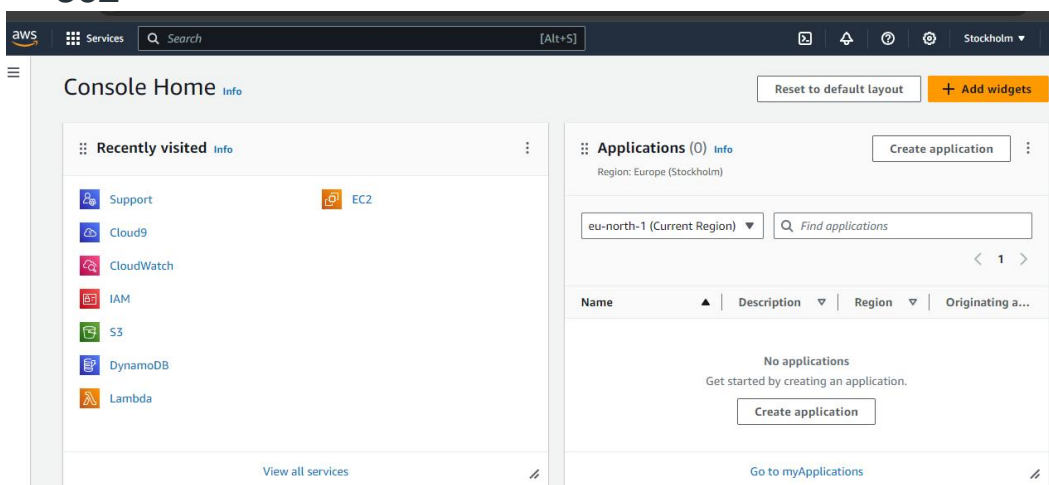 aws Services Search [Alt+S] Stockholm ▼
Console Home Info
Reset to default layout
+ Add widgets
Recently visited Info
Support
EC2
Cloud9
CloudWatch
IAM
S3
DynamoDB
Lambda
View all services
Applications (0) Info
Create application
Region: Europe (Stockholm)
eu-north-1 (Current Region) ▼
Find applications
< 1 >
Name ▲ Description ▽ Region ▽ Originating a...
No applications
Get started by creating an application.
Create application
Go to myApplications